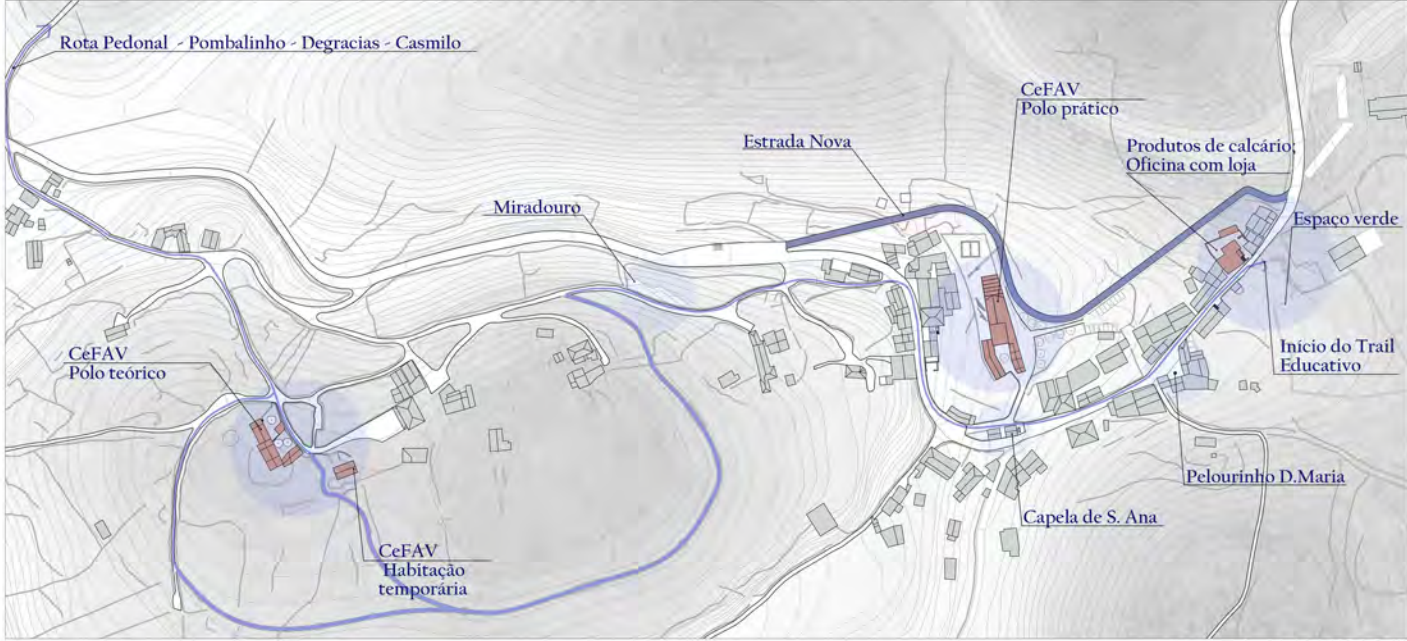 Rota Pedonal - Pombalinho - Degracias - Casmilo
CeFAV
Polo prático
Estrada Nova
Produtos de calcário;
Oficina com loja
Miradouro
Espaço verde
CeFAV
Polo teórico
Início do Trail
Educativo
Pelourinho D.Maria
Capela de S. Ana
CeFAV
Habitação
temporária